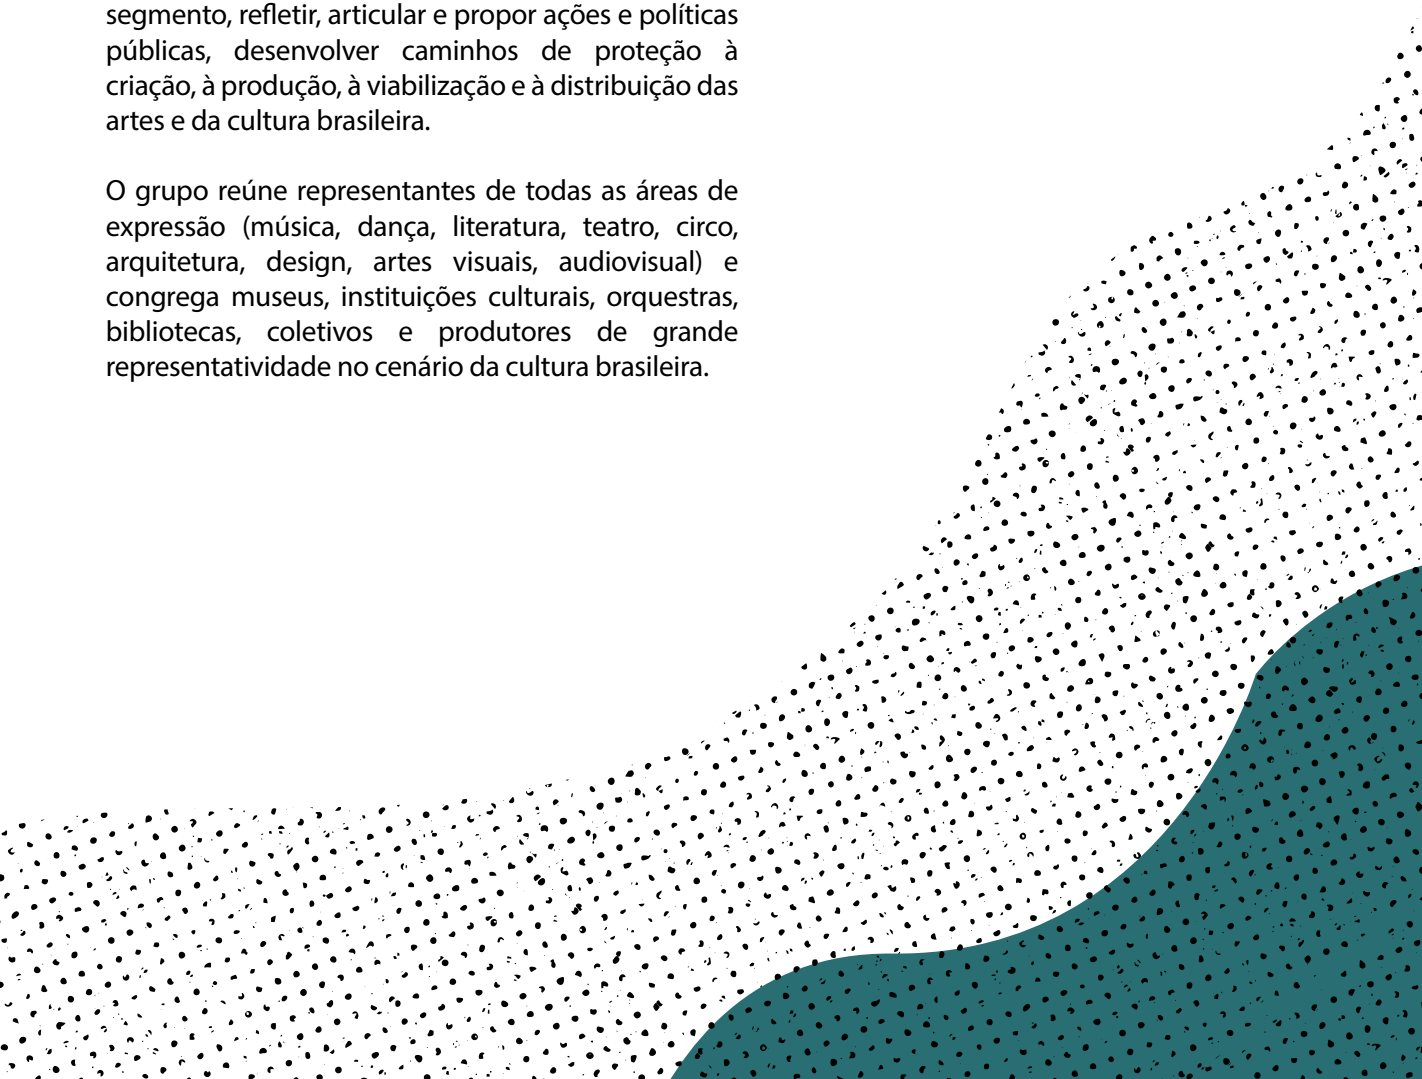 segmento, refletir, articular e propor ações e políticas
públicas, desenvolver caminhos de proteção à
criação, à produção, à viabilização e à distribuição das
artes e da cultura brasileira.
O grupo reúne representantes de todas as áreas de
expressão (música, dança, literatura, teatro, circo,
arquitetura, design, artes visuais, audiovisual) e
congrega museus, instituições culturais, orquestras,
bibliotecas, coletivos e produtores de grande
representatividade no cenário da cultura brasileira.